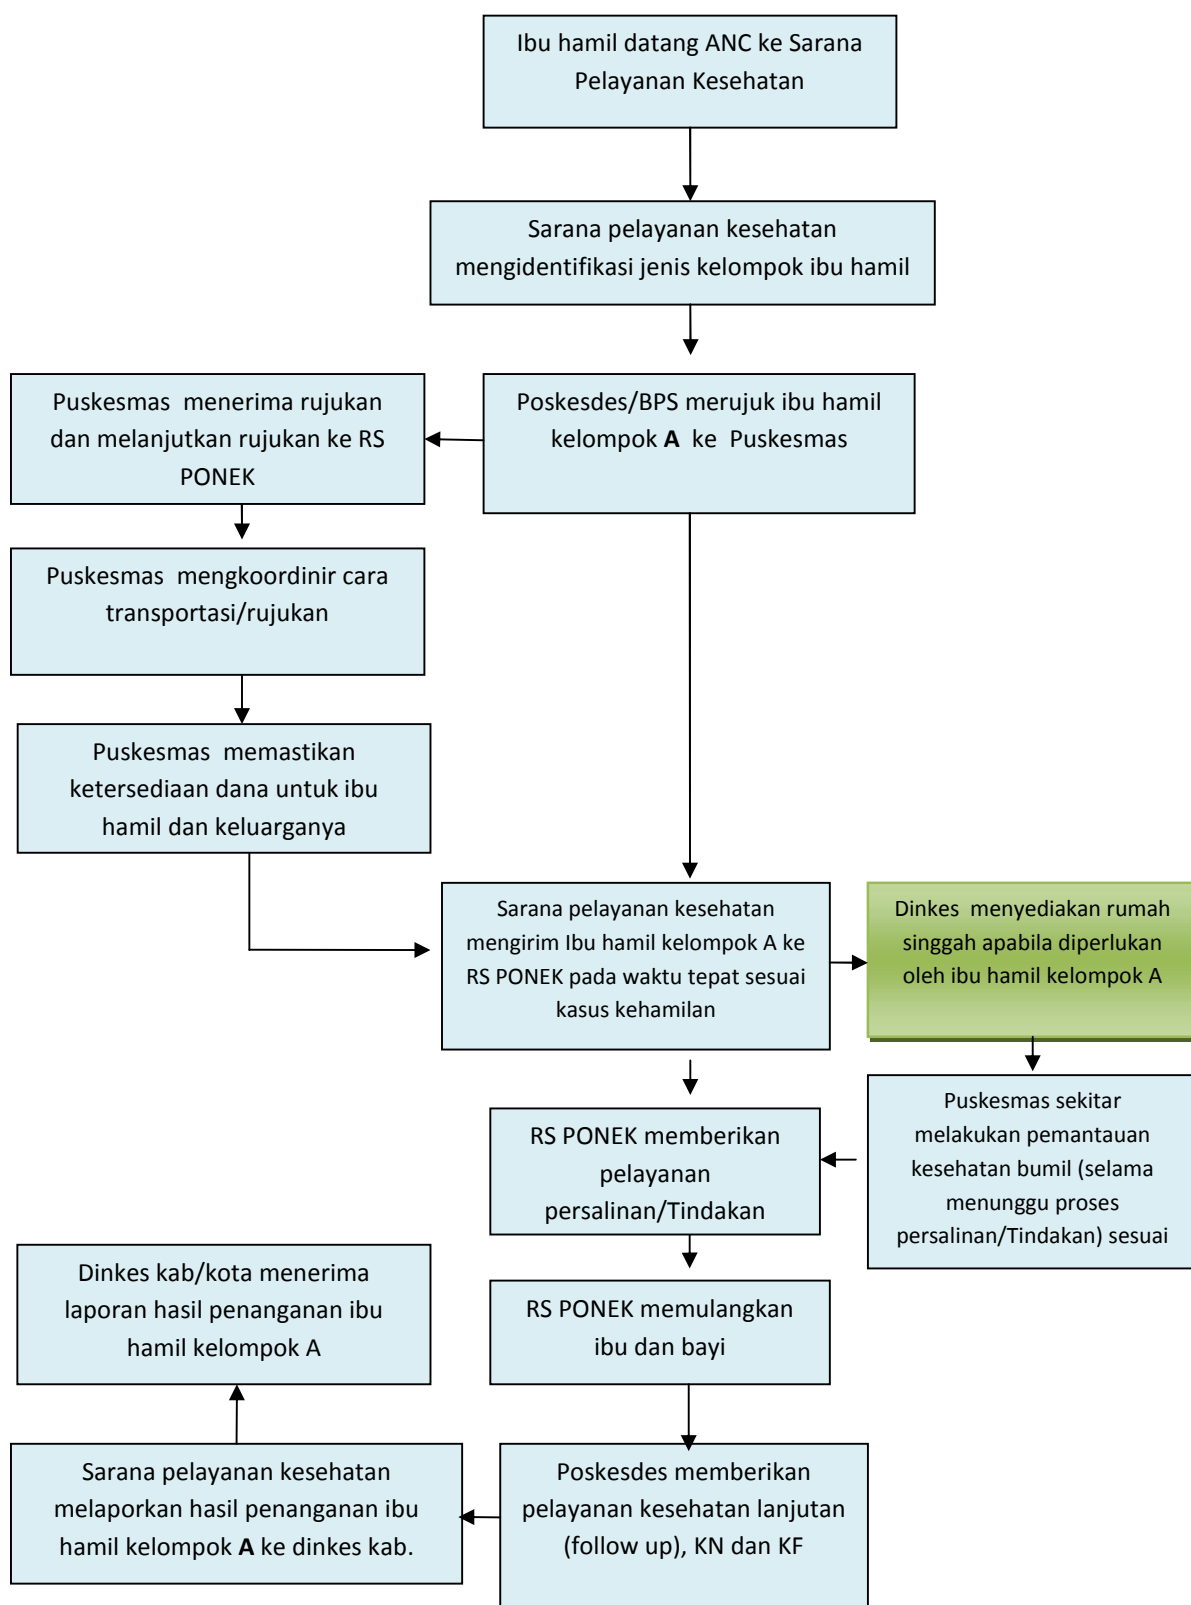 Ibu hamil datang ANC ke Sarana
Pelayanan Kesehatan
Sarana pelayanan kesehatan
mengidentifikasi jenis kelompok ibu hamil
Poskesdes/BPS merujuk ibu hamil
kelompok A ke Puskesmas
Puskesmas menerima rujukan
dan melanjutkan rujukan ke RS
PONEK
Puskesmas mengkoordinir cara
transportasi/rujukan
Puskesmas memastikan
ketersediaan dana untuk ibu
hamil dan keluarganya
Sarana pelayanan kesehatan
mengirim Ibu hamil kelompok A ke
RS PONEK pada waktu tepat sesuai
kasus kehamilan
Dinkes menyediakan rumah
singgah apabila diperlukan
oleh ibu hamil kelompok A
Puskesmas sekitar
melakukan pemantauan
kesehatan bumil (selama
menunggu proses
persalinan/Tindakan) sesuai
RS PONEK memberikan
pelayanan
persalinan/Tindakan
RS PONEK memulangkan
ibu dan bayi
Poskesdes memberikan
pelayanan kesehatan lanjutan
(follow up), KN dan KF
Sarana pelayanan kesehatan
melaporkan hasil penanganan ibu
hamil kelompok A ke dinkes kab.
Dinkes kab/kota menerima
laporan hasil penanganan ibu
hamil kelompok A